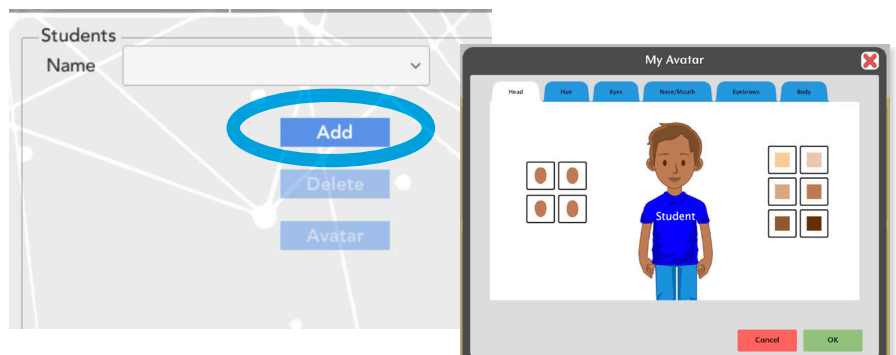 Students
Name
Add
Delete
Avatar
My Avatar
Head Hair Eyes Nose/Mouth Eyebrows Body
Student
Cancel OK